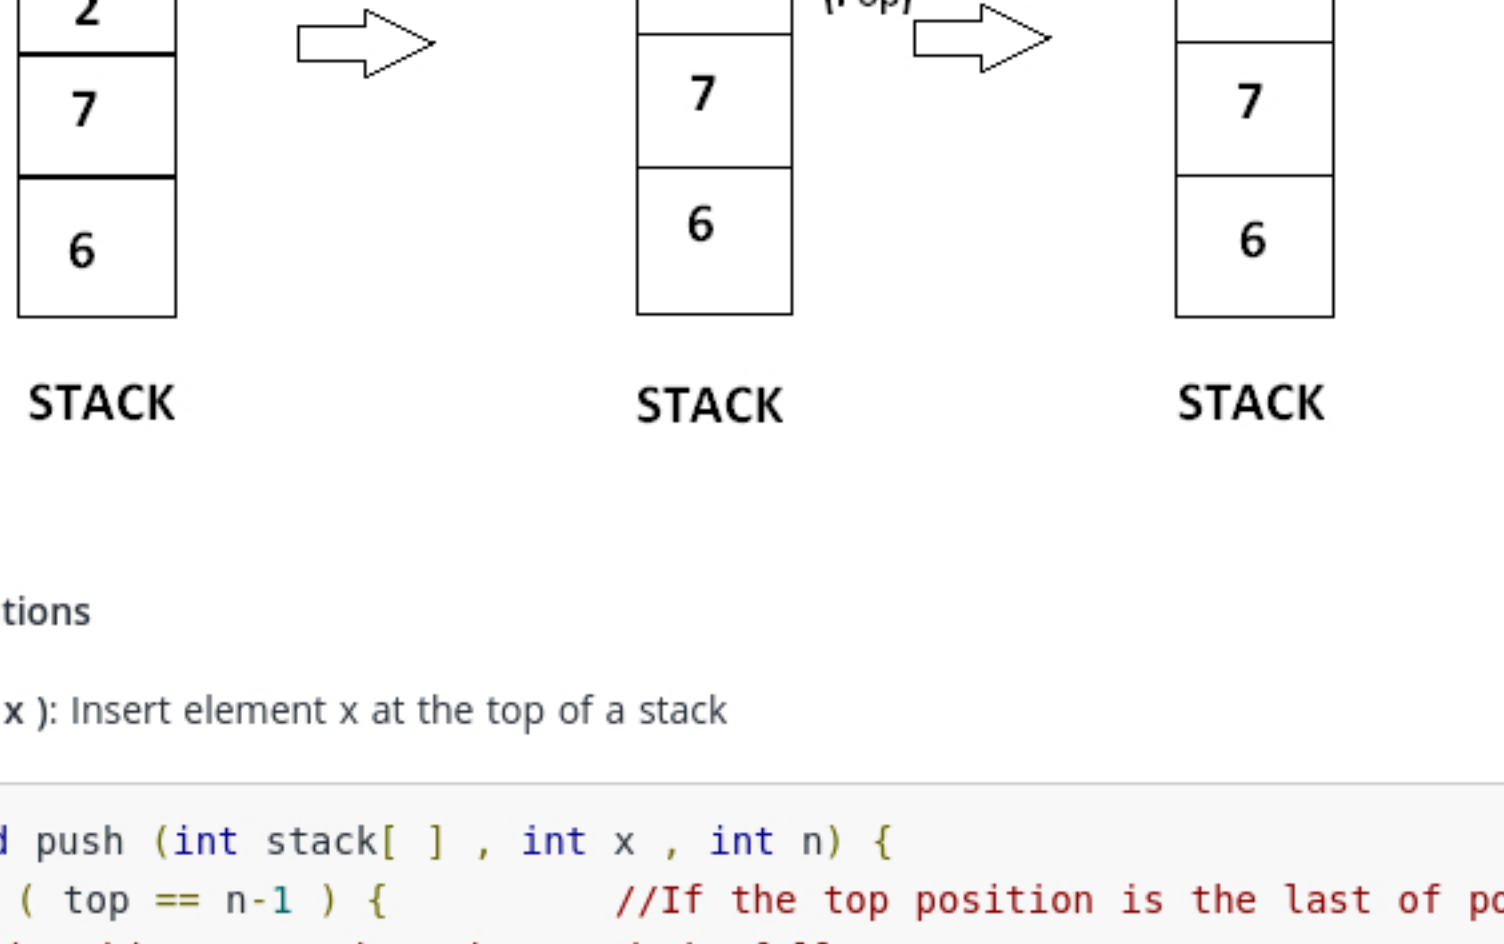 2
(Pop)
7
7
7
6
6
6
STACK
STACK
STACK
tions
x ): Insert element x at the top of a stack
d push (int stack[ ] , int x , int n) {
( top == n-1 ) { //If the top position is the last of po